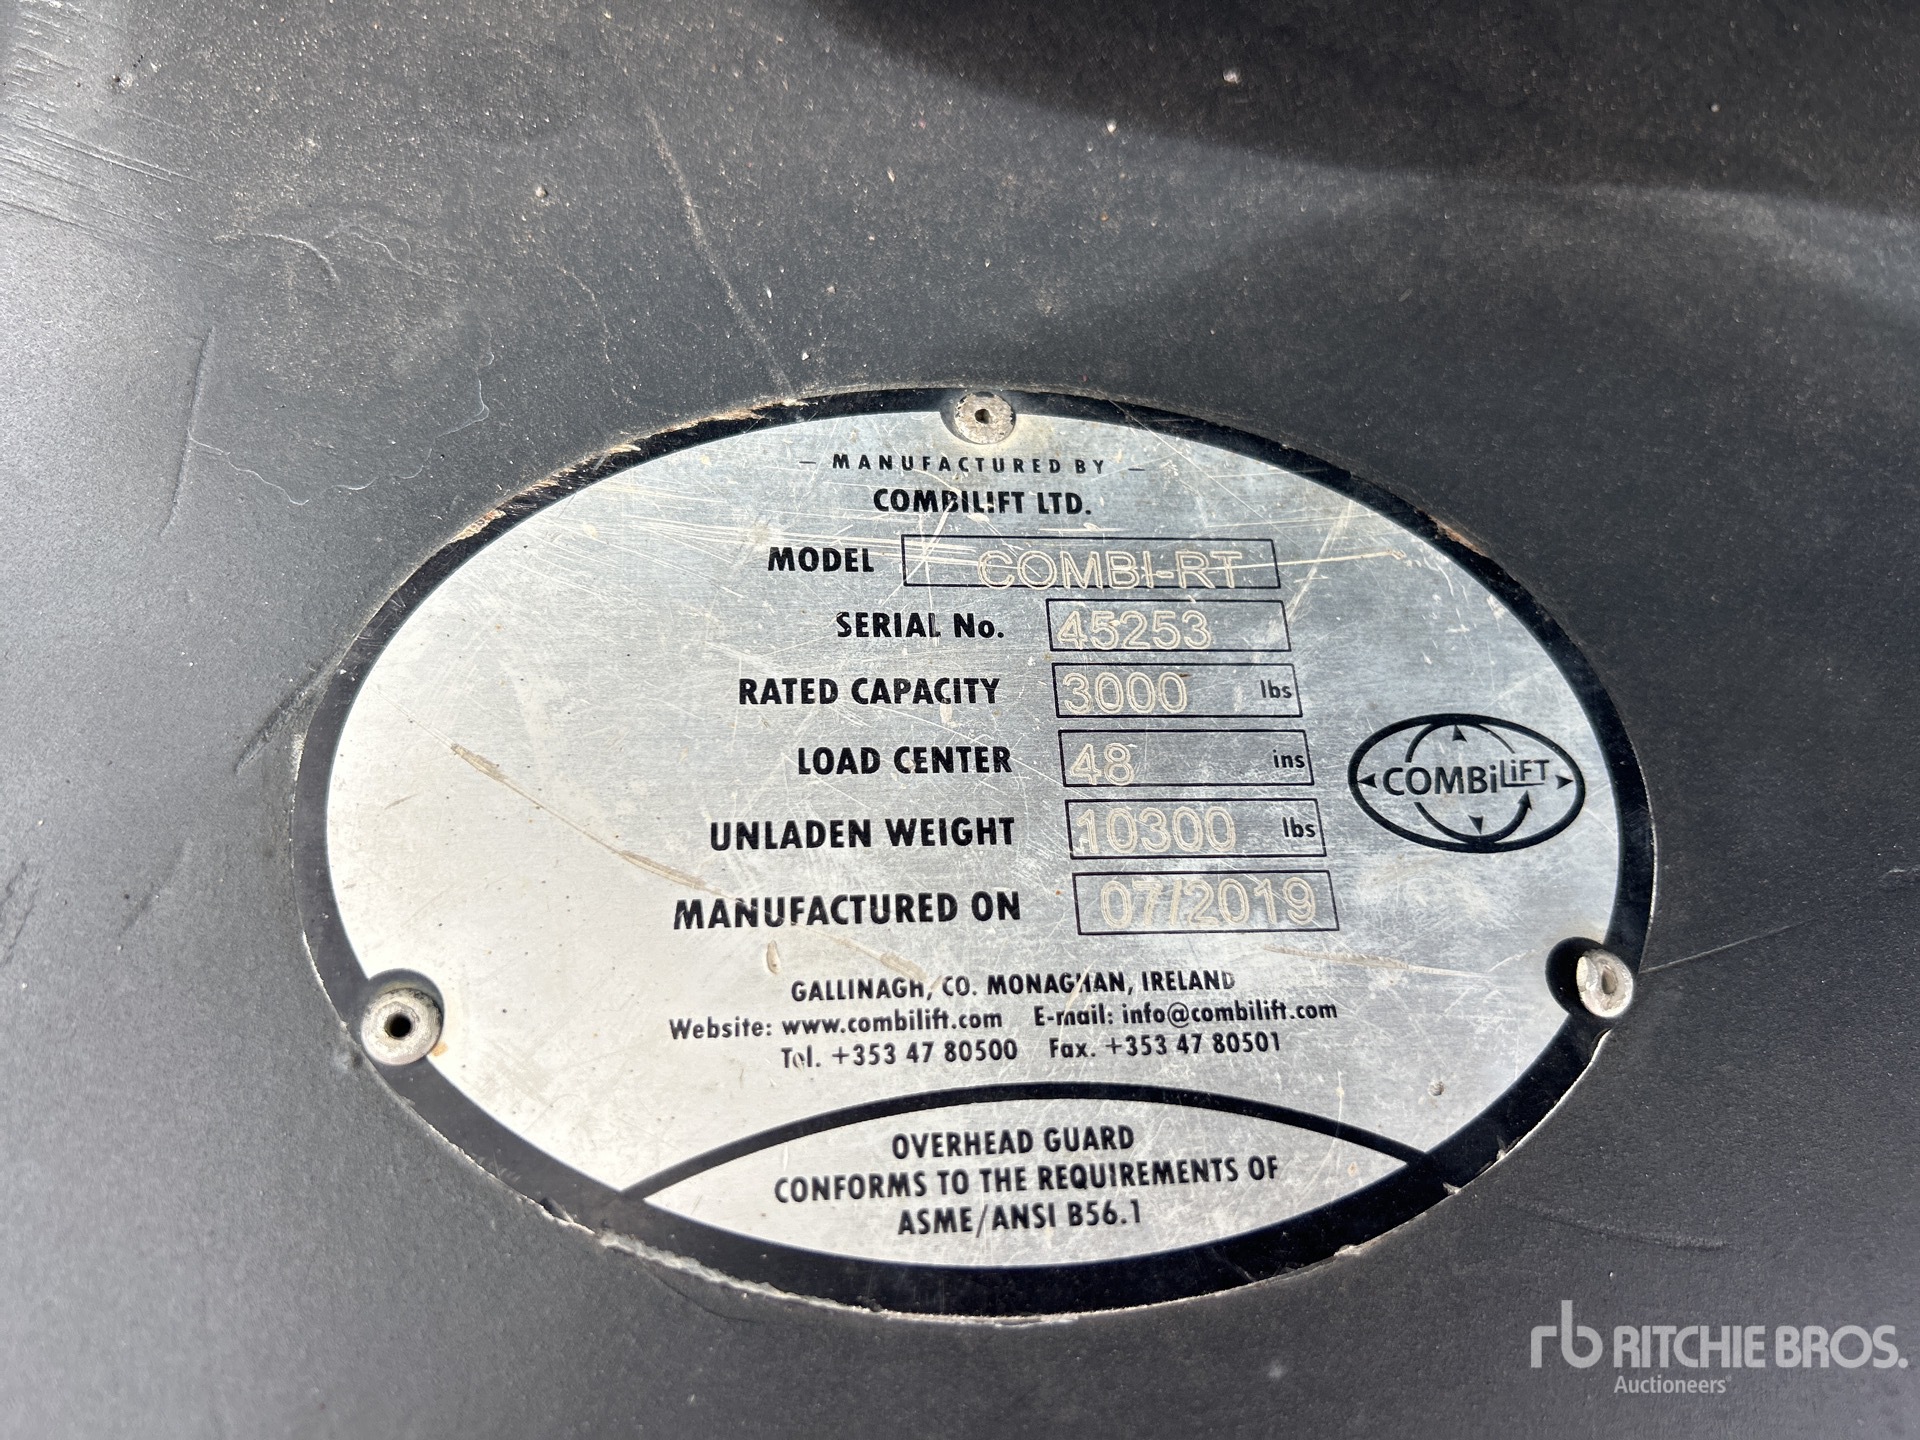 – MANUFACTURED BY –
COMBILIFT LTD.
MODEL COMBI-RT
SERIAL No. 45253
RATED CAPACITY 3000 lbs
LOAD CENTER 48 ins
UNLADEN WEIGHT 10300 lbs
MANUFACTURED ON 07/2019
COMBiLiFT
GALLINAGH, CO. MONAGHAN, IRELAND
Website: www.combilift.com E-mail: info@combilift.com
Tel. +353 47 80500 Fax. +353 47 80501
OVERHEAD GUARD
CONFORMS TO THE REQUIREMENTS OF
ASME/ANSI B56.1
rb RITCHIE BROS.
Auctioneers